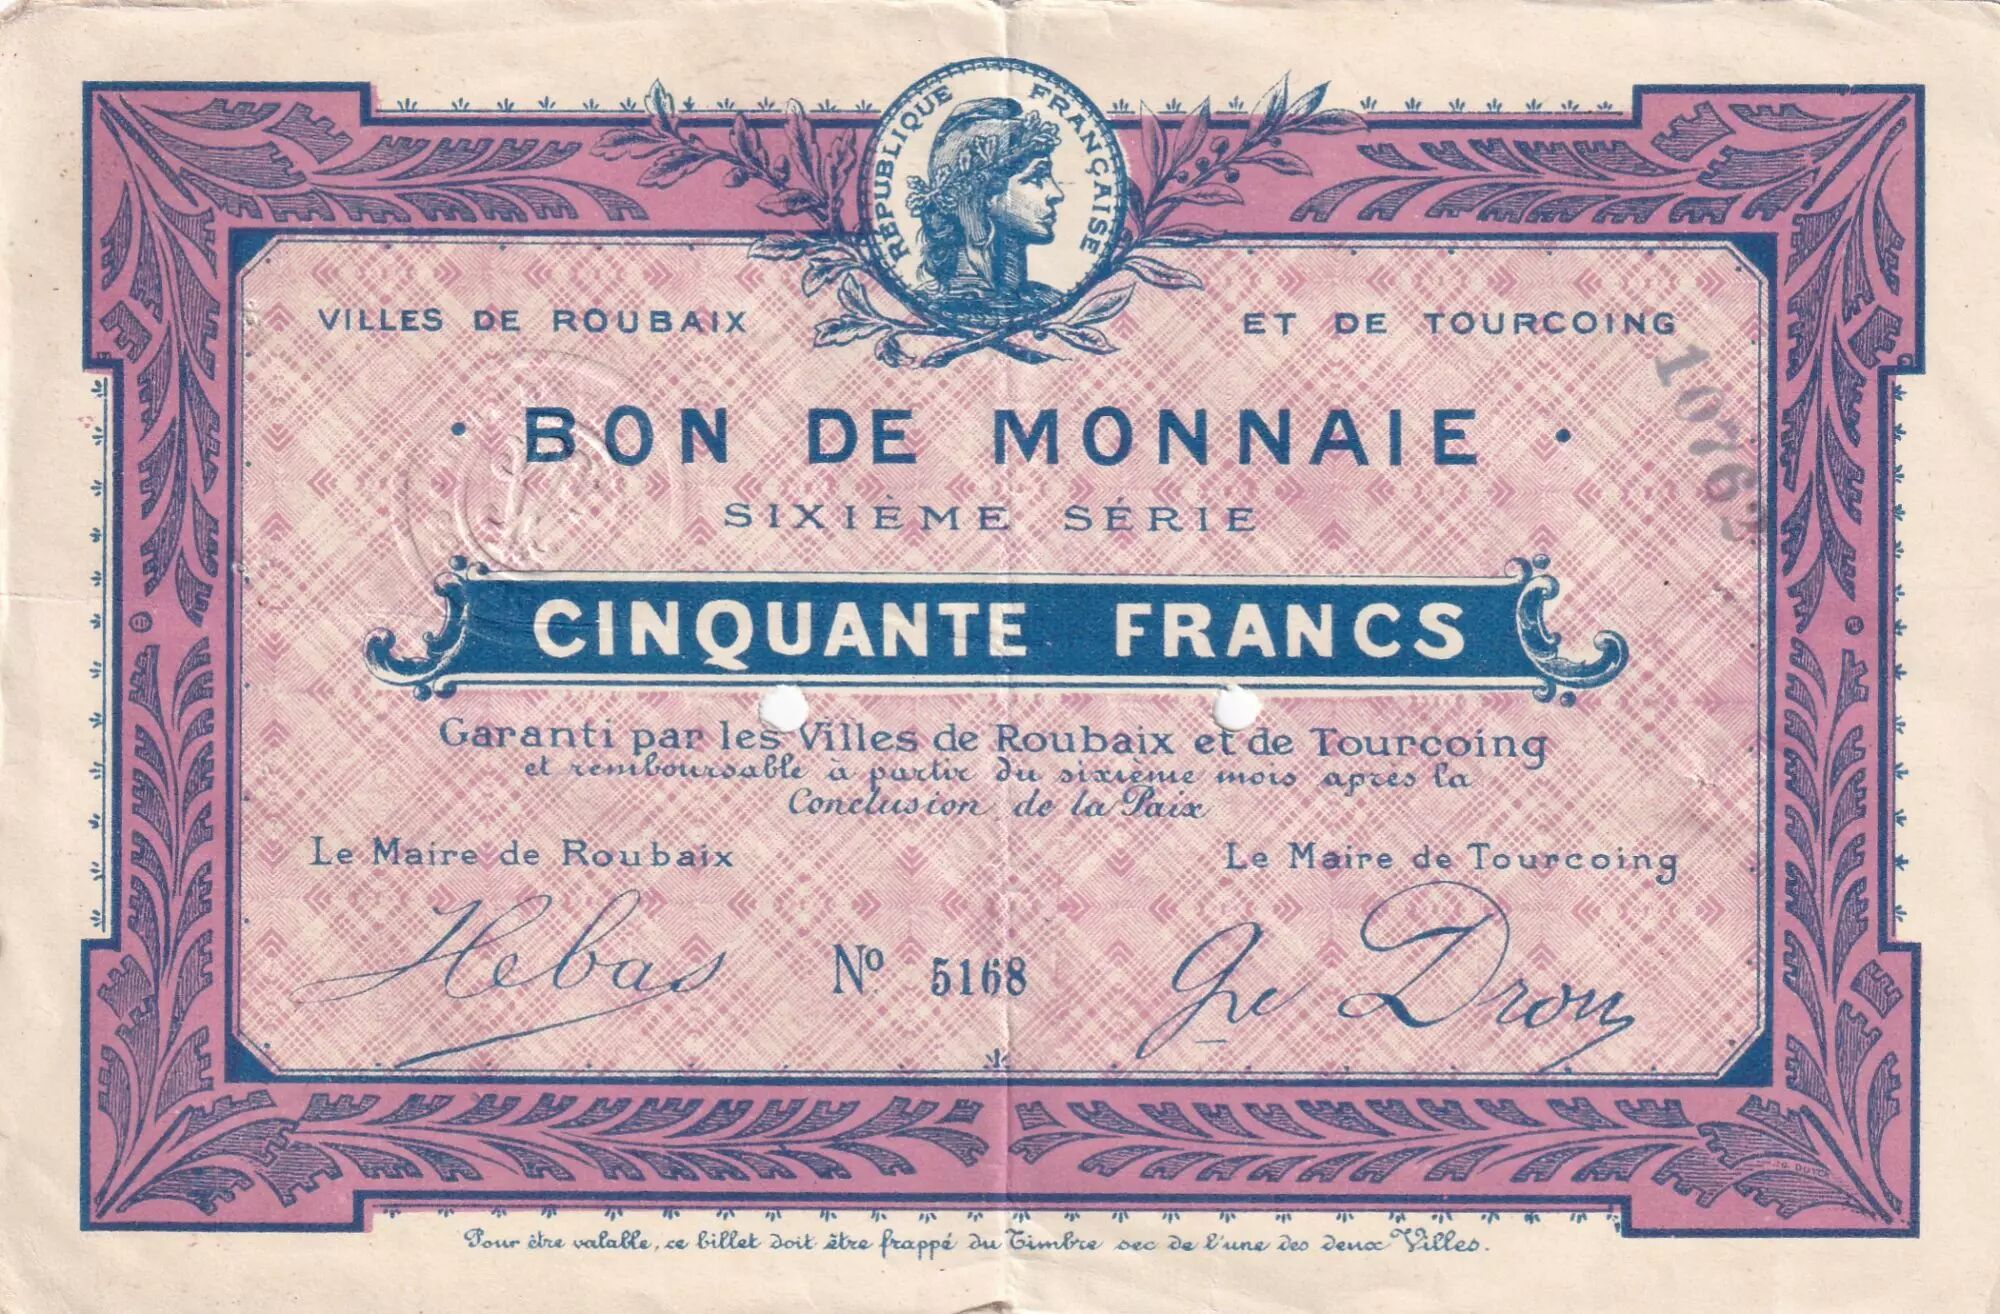 RÉPUBLIQUE FRANÇAISE
VILLES DE ROUBAIX ET DE TOURCOING
· BON DE MONNAIE ·
SIXIÈME SÉRIE
CINQUANTE FRANCS
Garanti par les Villes de Roubaix et de Tourcoing
et remboursable à partir du sixième mois après la
Conclusion de la Paix
Le Maire de Roubaix Le Maire de Tourcoing
Hebas Nº 5168 Gve Dron
Pour être valable, ce billet doit être frappé du Timbre sec de l'une des deux Villes.